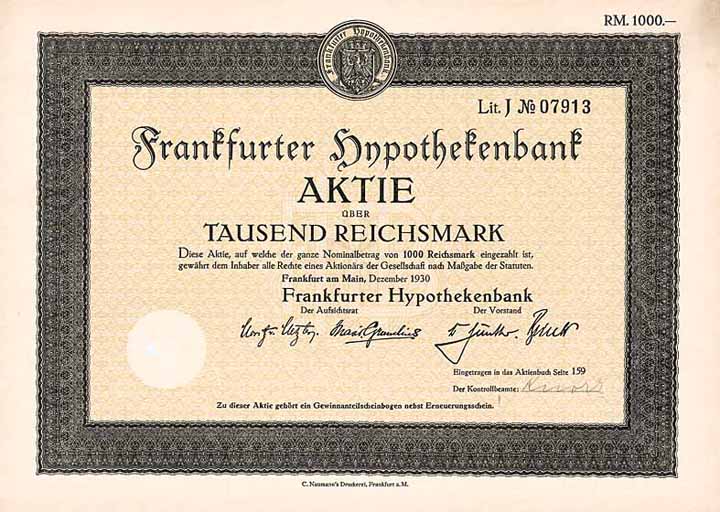 RM. 1000.—
Frankfurter Hypothekenbank
Lit. J № 07913
Frankfurter Hypothekenbank
AKTIE
ÜBER
TAUSEND REICHSMARK
Diese Aktie, auf welche der ganze Nominalbetrag von 1000 Reichsmark eingezahlt ist,
gewährt dem Inhaber alle Rechte eines Aktionärs der Gesellschaft nach Maßgabe der Statuten.
Frankfurt am Main, Dezember 1930
Frankfurter Hypothekenbank
Der Aufsichtsrat Der Vorstand
Eingetragen in das Aktienbuch Seite 159
Der Kontrollbeamte:
Zu dieser Aktie gehört ein Gewinnanteilscheinbogen nebst Erneuerungsschein.
C. Naumann's Druckerei, Frankfurt a. M.